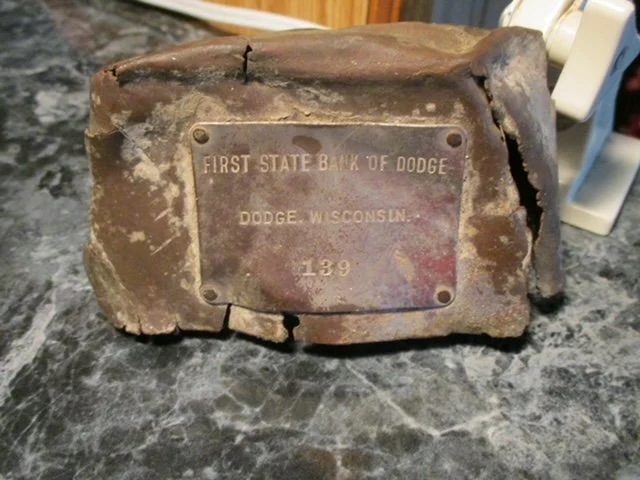 FIRST STATE BANK OF DODGE
DODGE, WISCONSIN.
139